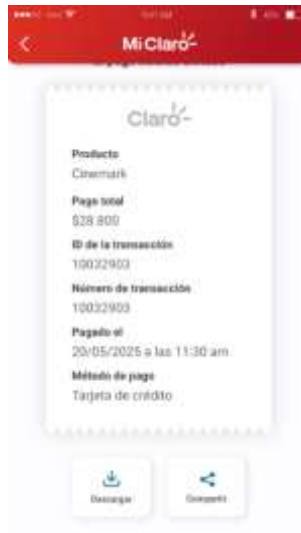 Mi Claro
Claro
Producto
Cinemark
Pago total
$28.800
ID de la transacción
10032903
Número de transacción
10032903
Pagado el
20/05/2025 a las 11:30 am
Método de pago
Tarjeta de crédito
Descargar
Compartir